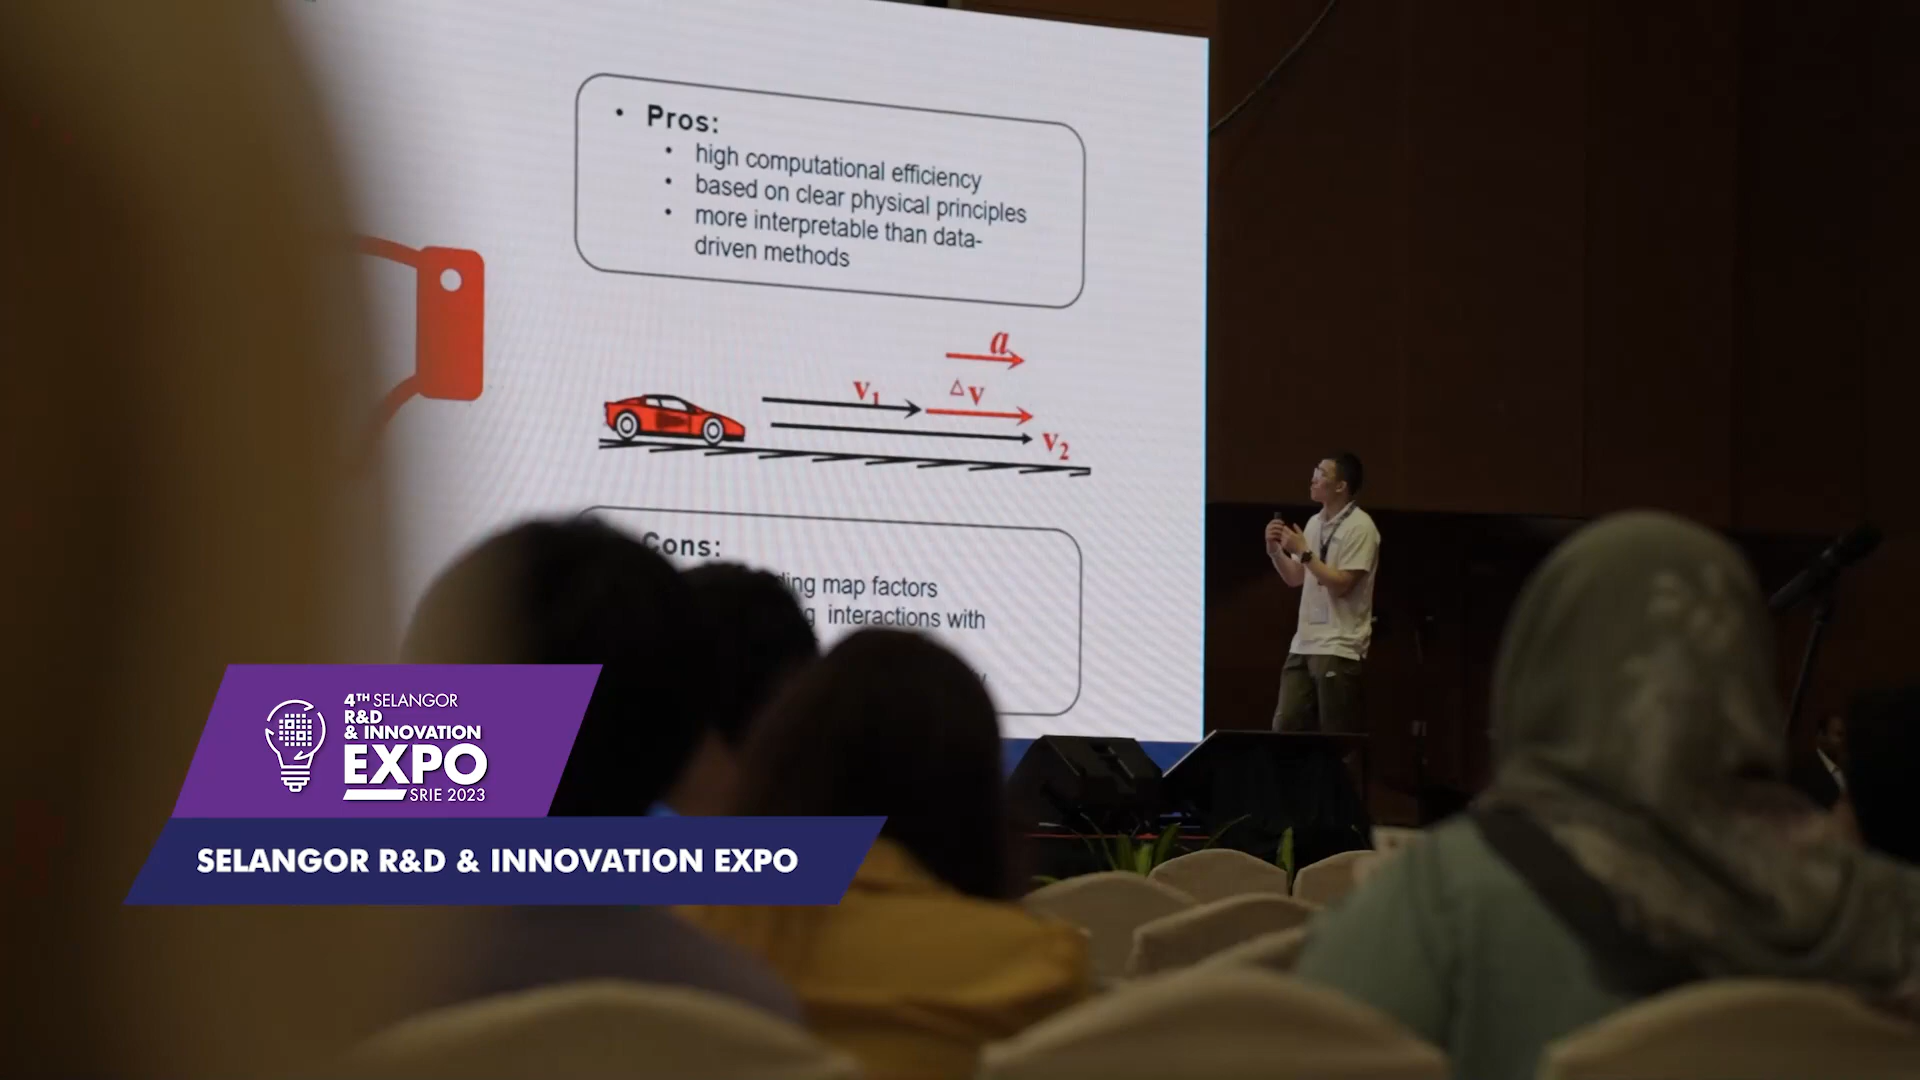 • Pros:
• high computational efficiency
• based on clear physical principles
• more interpretable than data-
driven methods
a
V₁
△V
V₂
Cons:
map factors
interactions with
4TH SELANGOR
R&D
& INNOVATION
EXPO
SRIE 2023
SELANGOR R&D & INNOVATION EXPO